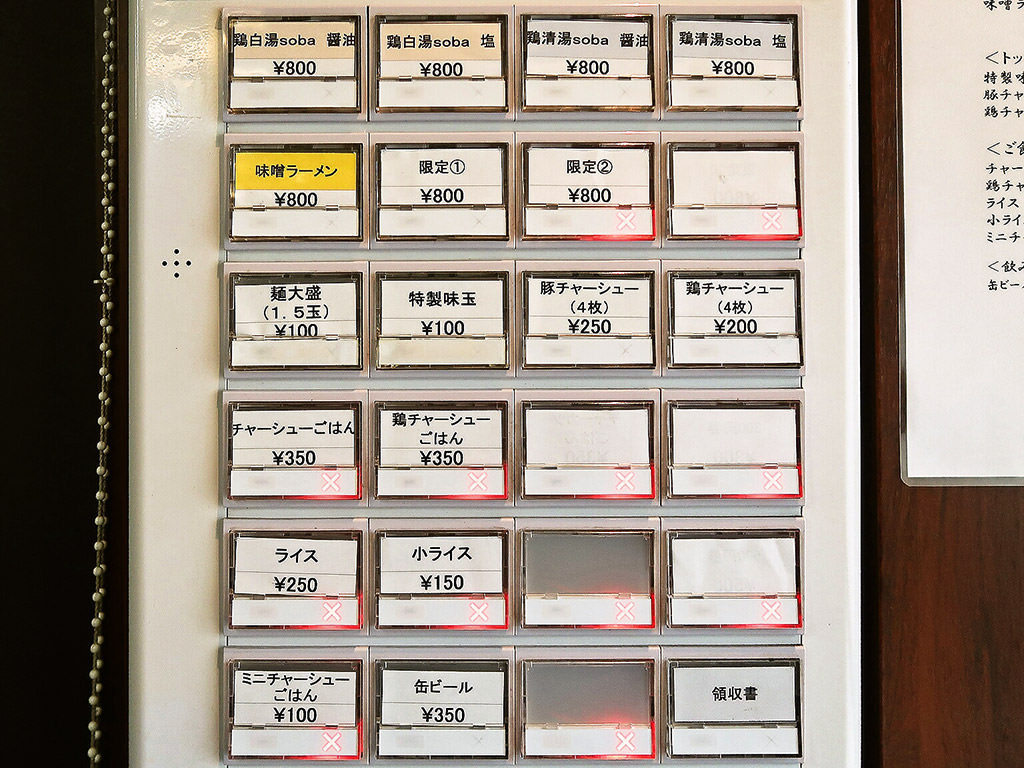 鶏白湯soba 醤油
¥800
鶏白湯soba 塩
¥800
鶏清湯soba 醤油
¥800
鶏清湯soba 塩
¥800
味噌ラーメン
¥800
限定①
¥800
限定②
¥800
麺大盛
(1.5玉)
¥100
特製味玉
¥100
豚チャーシュー
(4枚)
¥250
鶏チャーシュー
(4枚)
¥200
チャーシューごはん
¥350
鶏チャーシュー
ごはん
¥350
ライス
¥250
小ライス
¥150
ミニチャーシュー
ごはん
¥100
缶ビール
¥350
領収書
味噌ラ
<トッ
特製味
豚チャ
鶏チャ
<ご飯
チャー
鶏チャ
ライス
小ライ
ミニチ
<飲み
缶ビー